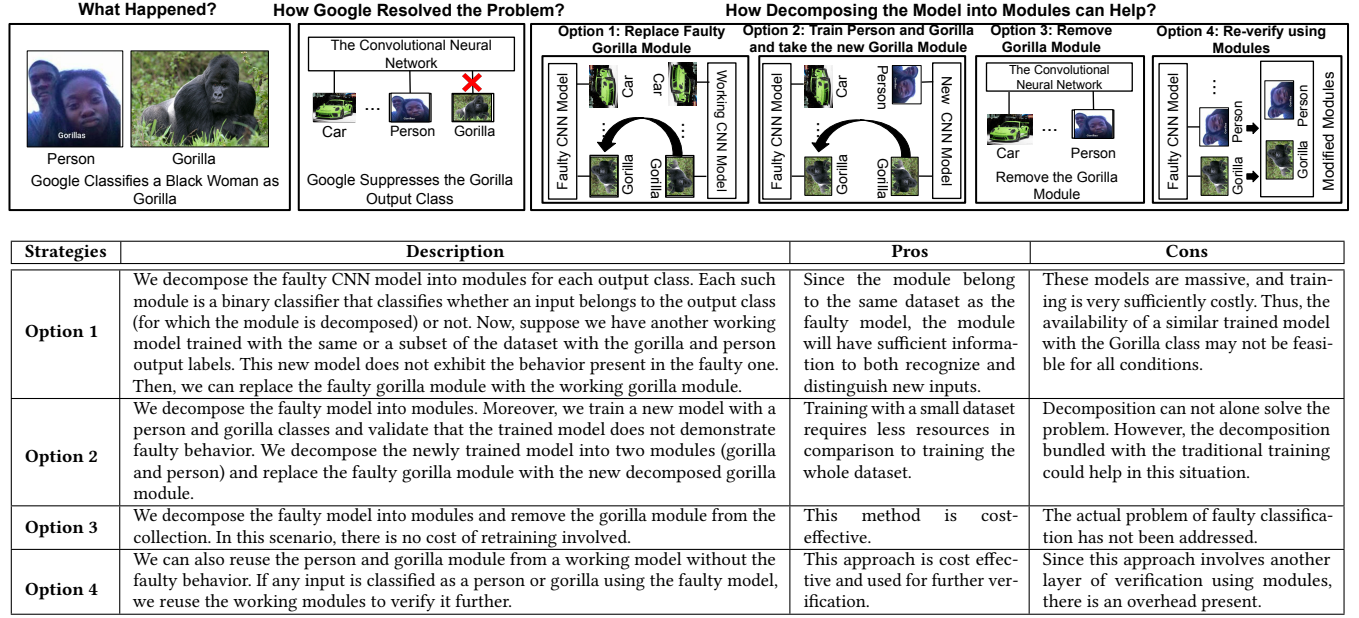 What Happened?
How Google Resolved the Problem?
How Decomposing the Model into Modules can Help?
Gorillas
Person
Gorilla
Google Classifies a Black Woman as
Gorilla
The Convolutional Neural
Network
...
Car
Person
Gorilla
Google Suppresses the Gorilla
Output Class
Option 1: Replace Faulty
Gorilla Module
Faulty CNN Model
Car
...
Gorilla
Car
...
Gorilla
Working CNN Model
Option 2: Train Person and Gorilla
and take the new Gorilla Module
Faulty CNN Model
Car
...
Gorilla
Person
Gorilla
New CNN Model
Option 3: Remove
Gorilla Module
The Convolutional
Neural Network
...
Car
Person
Remove the Gorilla
Module
Option 4: Re-verify using
Modules
Faulty CNN Model
...
Person
Gorilla
Person
Gorilla
Modified Modules
Strategies
Description
Pros
Cons
Option 1
We decompose the faulty CNN model into modules for each output class. Each such
module is a binary classifier that classifies whether an input belongs to the output class
(for which the module is decomposed) or not. Now, suppose we have another working
model trained with the same or a subset of the dataset with the gorilla and person
output labels. This new model does not exhibit the behavior present in the faulty one.
Then, we can replace the faulty gorilla module with the working gorilla module.
Since the module belong
to the same dataset as the
faulty model, the module
will have sufficient informa-
tion to both recognize and
distinguish new inputs.
These models are massive, and train-
ing is very sufficiently costly. Thus, the
availability of a similar trained model
with the Gorilla class may not be feasi-
ble for all conditions.
Option 2
We decompose the faulty model into modules. Moreover, we train a new model with a
person and gorilla classes and validate that the trained model does not demonstrate
faulty behavior. We decompose the newly trained model into two modules (gorilla
and person) and replace the faulty gorilla module with the new decomposed gorilla
module.
Training with a small dataset
requires less resources in
comparison to training the
whole dataset.
Decomposition can not alone solve the
problem. However, the decomposition
bundled with the traditional training
could help in this situation.
Option 3
We decompose the faulty model into modules and remove the gorilla module from the
collection. In this scenario, there is no cost of retraining involved.
This method is cost-
effective.
The actual problem of faulty classifica-
tion has not been addressed.
Option 4
We can also reuse the person and gorilla module from a working model without the
faulty behavior. If any input is classified as a person or gorilla using the faulty model,
we reuse the working modules to verify it further.
This approach is cost effec-
tive and used for further ver-
ification.
Since this approach involves another
layer of verification using modules,
there is an overhead present.